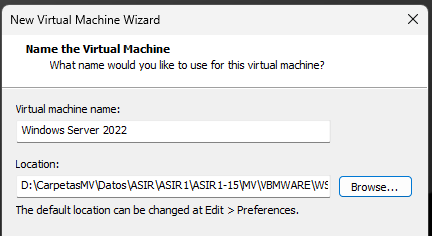 New Virtual Machine Wizard
Name the Virtual Machine
What name would you like to use for this virtual machine?
Virtual machine name:
Windows Server 2022
Location:
D:\CarpetasMV\Datos\ASIR\ASIR1\ASIR1-15\MV\VBMWARE\WS
Browse...
The default location can be changed at Edit > Preferences.